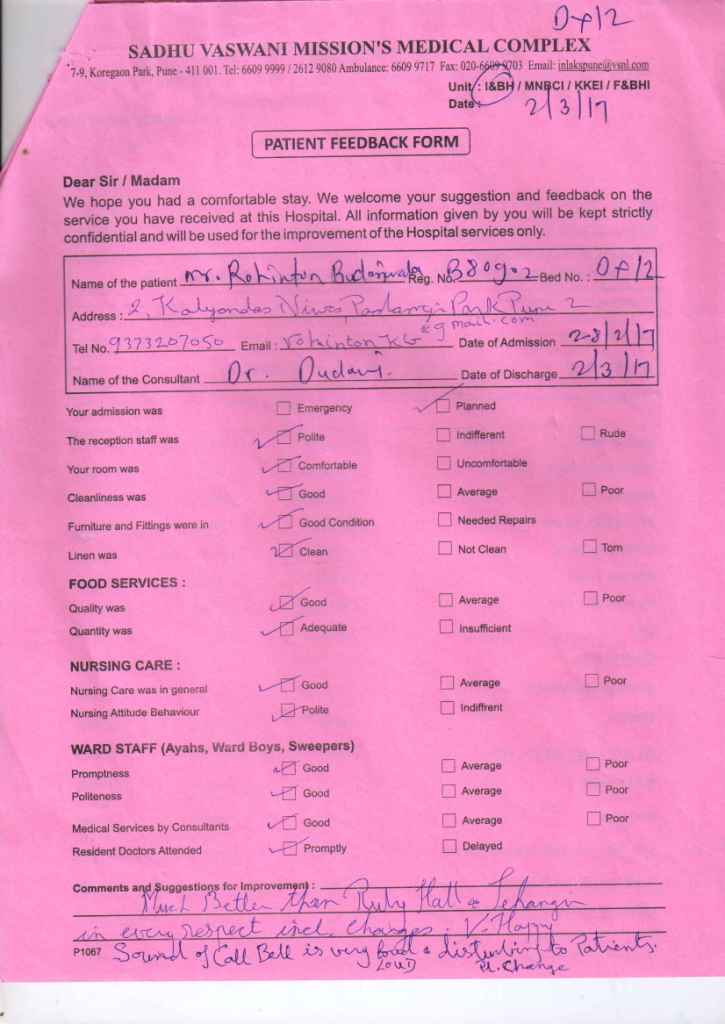 Dx/2
SADHU VASWANI MISSION'S MEDICAL COMPLEX
7-9, Koregaon Park, Pune - 411 001. Tel: 6609 9999 / 2612 9080 Ambulance: 6609 9717 Fax: 020-6609 9703 Email: inlakspune@vsnl.com
Unit : I&BH / MNBCI / KKEI / F&BHI
Date : 2/3/17
PATIENT FEEDBACK FORM
Dear Sir / Madam
We hope you had a comfortable stay. We welcome your suggestion and feedback on the
service you have received at this Hospital. All information given by you will be kept strictly
confidential and will be used for the improvement of the Hospital services only.
Name of the patient Mr. Rohinton Reg. No. B80902 Bed No. : Dx/2
Address : 2, Kalyandas Niwas Park Pune 2
Tel No. 9373207050 Email : rohintonKG@gmail.com Date of Admission 28/2/17
Name of the Consultant Dr. Dudani. Date of Discharge 2/3/17
Your admission was Emergency Planned
The reception staff was Polite Indifferent Rude
Your room was Comfortable Uncomfortable
Cleanliness was Good Average Poor
Furniture and Fittings were in Good Condition Needed Repairs
Linen was Clean Not Clean Torn
FOOD SERVICES :
Quality was Good Average Poor
Quantity was Adequate Insufficient
NURSING CARE :
Nursing Care was in general Good Average Poor
Nursing Attitude Behaviour Polite Indiffrent
WARD STAFF (Ayahs, Ward Boys, Sweepers)
Promptness Good Average Poor
Politeness Good Average Poor
Medical Services by Consultants Good Average Poor
Resident Doctors Attended Promptly Delayed
Comments and Suggestions for Improvement :
Much Better than Ruby Hall & Jehangir
in every respect incl. Charges. V. Happy
P1067 Sound of Call Bell is very loud & disturbing to Patients.
LOUD Pl. Change